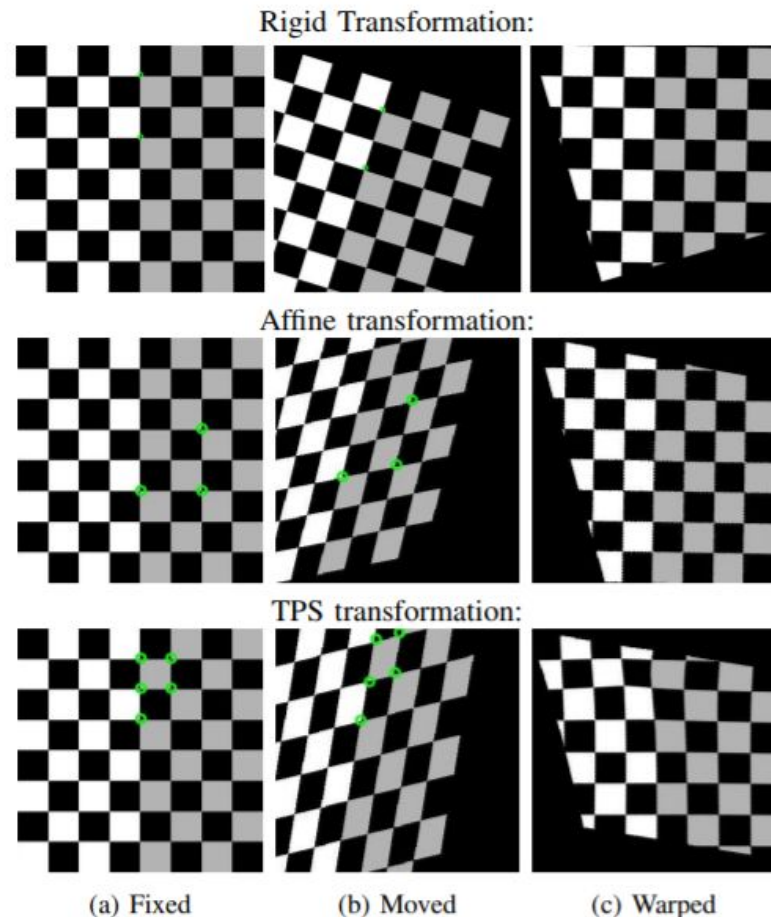 Rigid Transformation:
Affine transformation:
TPS transformation:
(a) Fixed
(b) Moved
(c) Warped